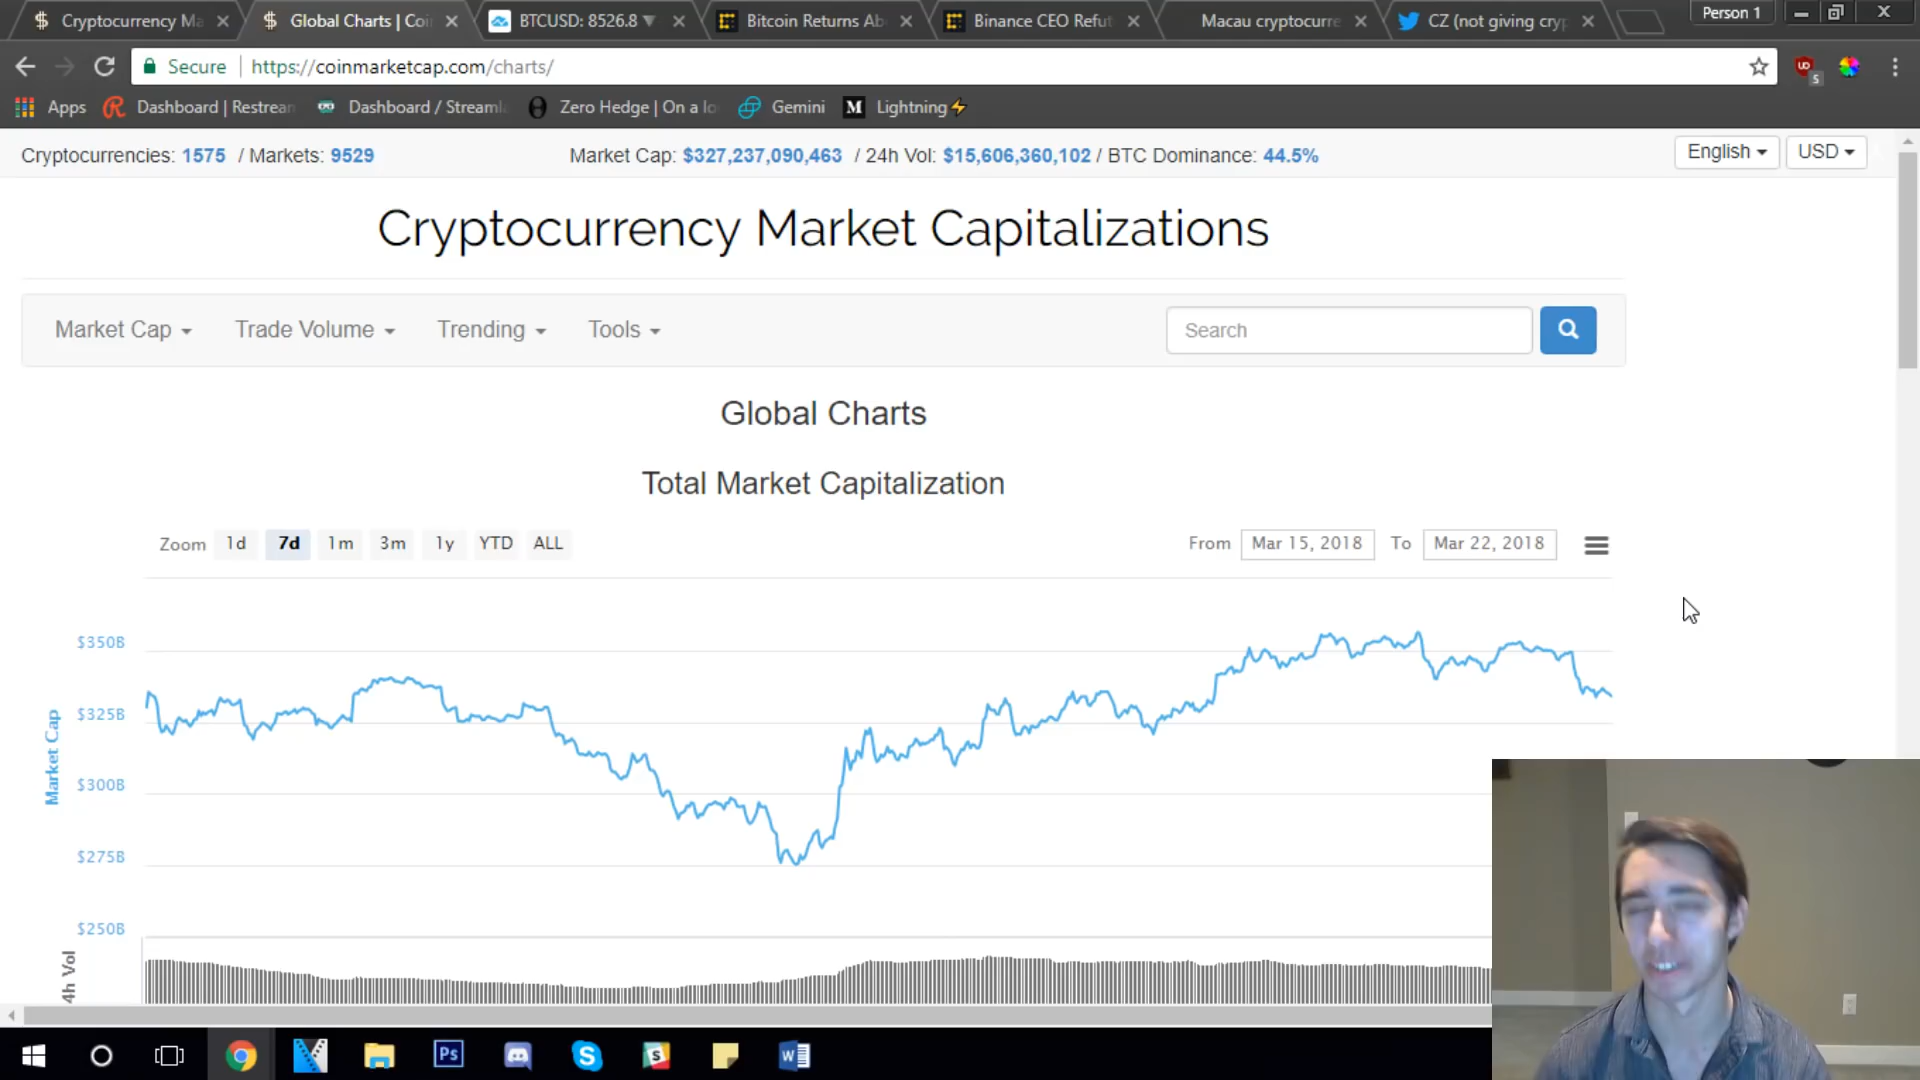 Cryptocurrency Ma
Global Charts | Coi
BTCUSD: 8526.8 ▼
Bitcoin Returns Ab
Binance CEO Refut
Macau cryptocurre
CZ (not giving cryp
Person 1
Secure
https://coinmarketcap.com/charts/
UD
5
Apps
Dashboard | Restrean
Dashboard / Streamla
Zero Hedge | On a lo
Gemini
M
Lightning⚡
Cryptocurrencies: 1575 / Markets: 9529
Market Cap: $327,237,090,463 / 24h Vol: $15,606,360,102 / BTC Dominance: 44.5%
English
USD
Cryptocurrency Market Capitalizations
Market Cap
Trade Volume
Trending
Tools
Search
Global Charts
Total Market Capitalization
Zoom 1d 7d 1m 3m 1y YTD ALL
From Mar 15, 2018 To Mar 22, 2018
$350B
$325B
$300B
$275B
$250B
Market Cap
4h Vol
Ps